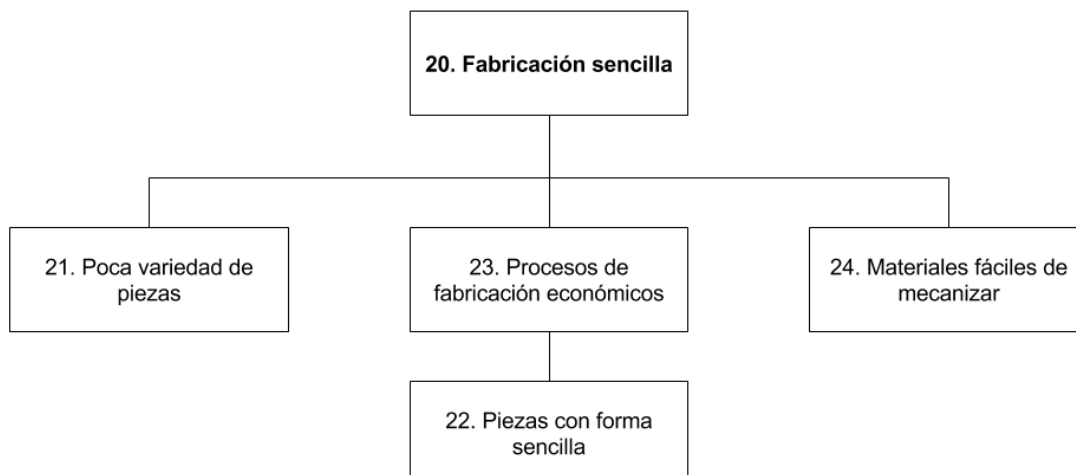 20. Fabricación sencilla
21. Poca variedad de
piezas
23. Procesos de
fabricación económicos
24. Materiales fáciles de
mecanizar
22. Piezas con forma
sencilla